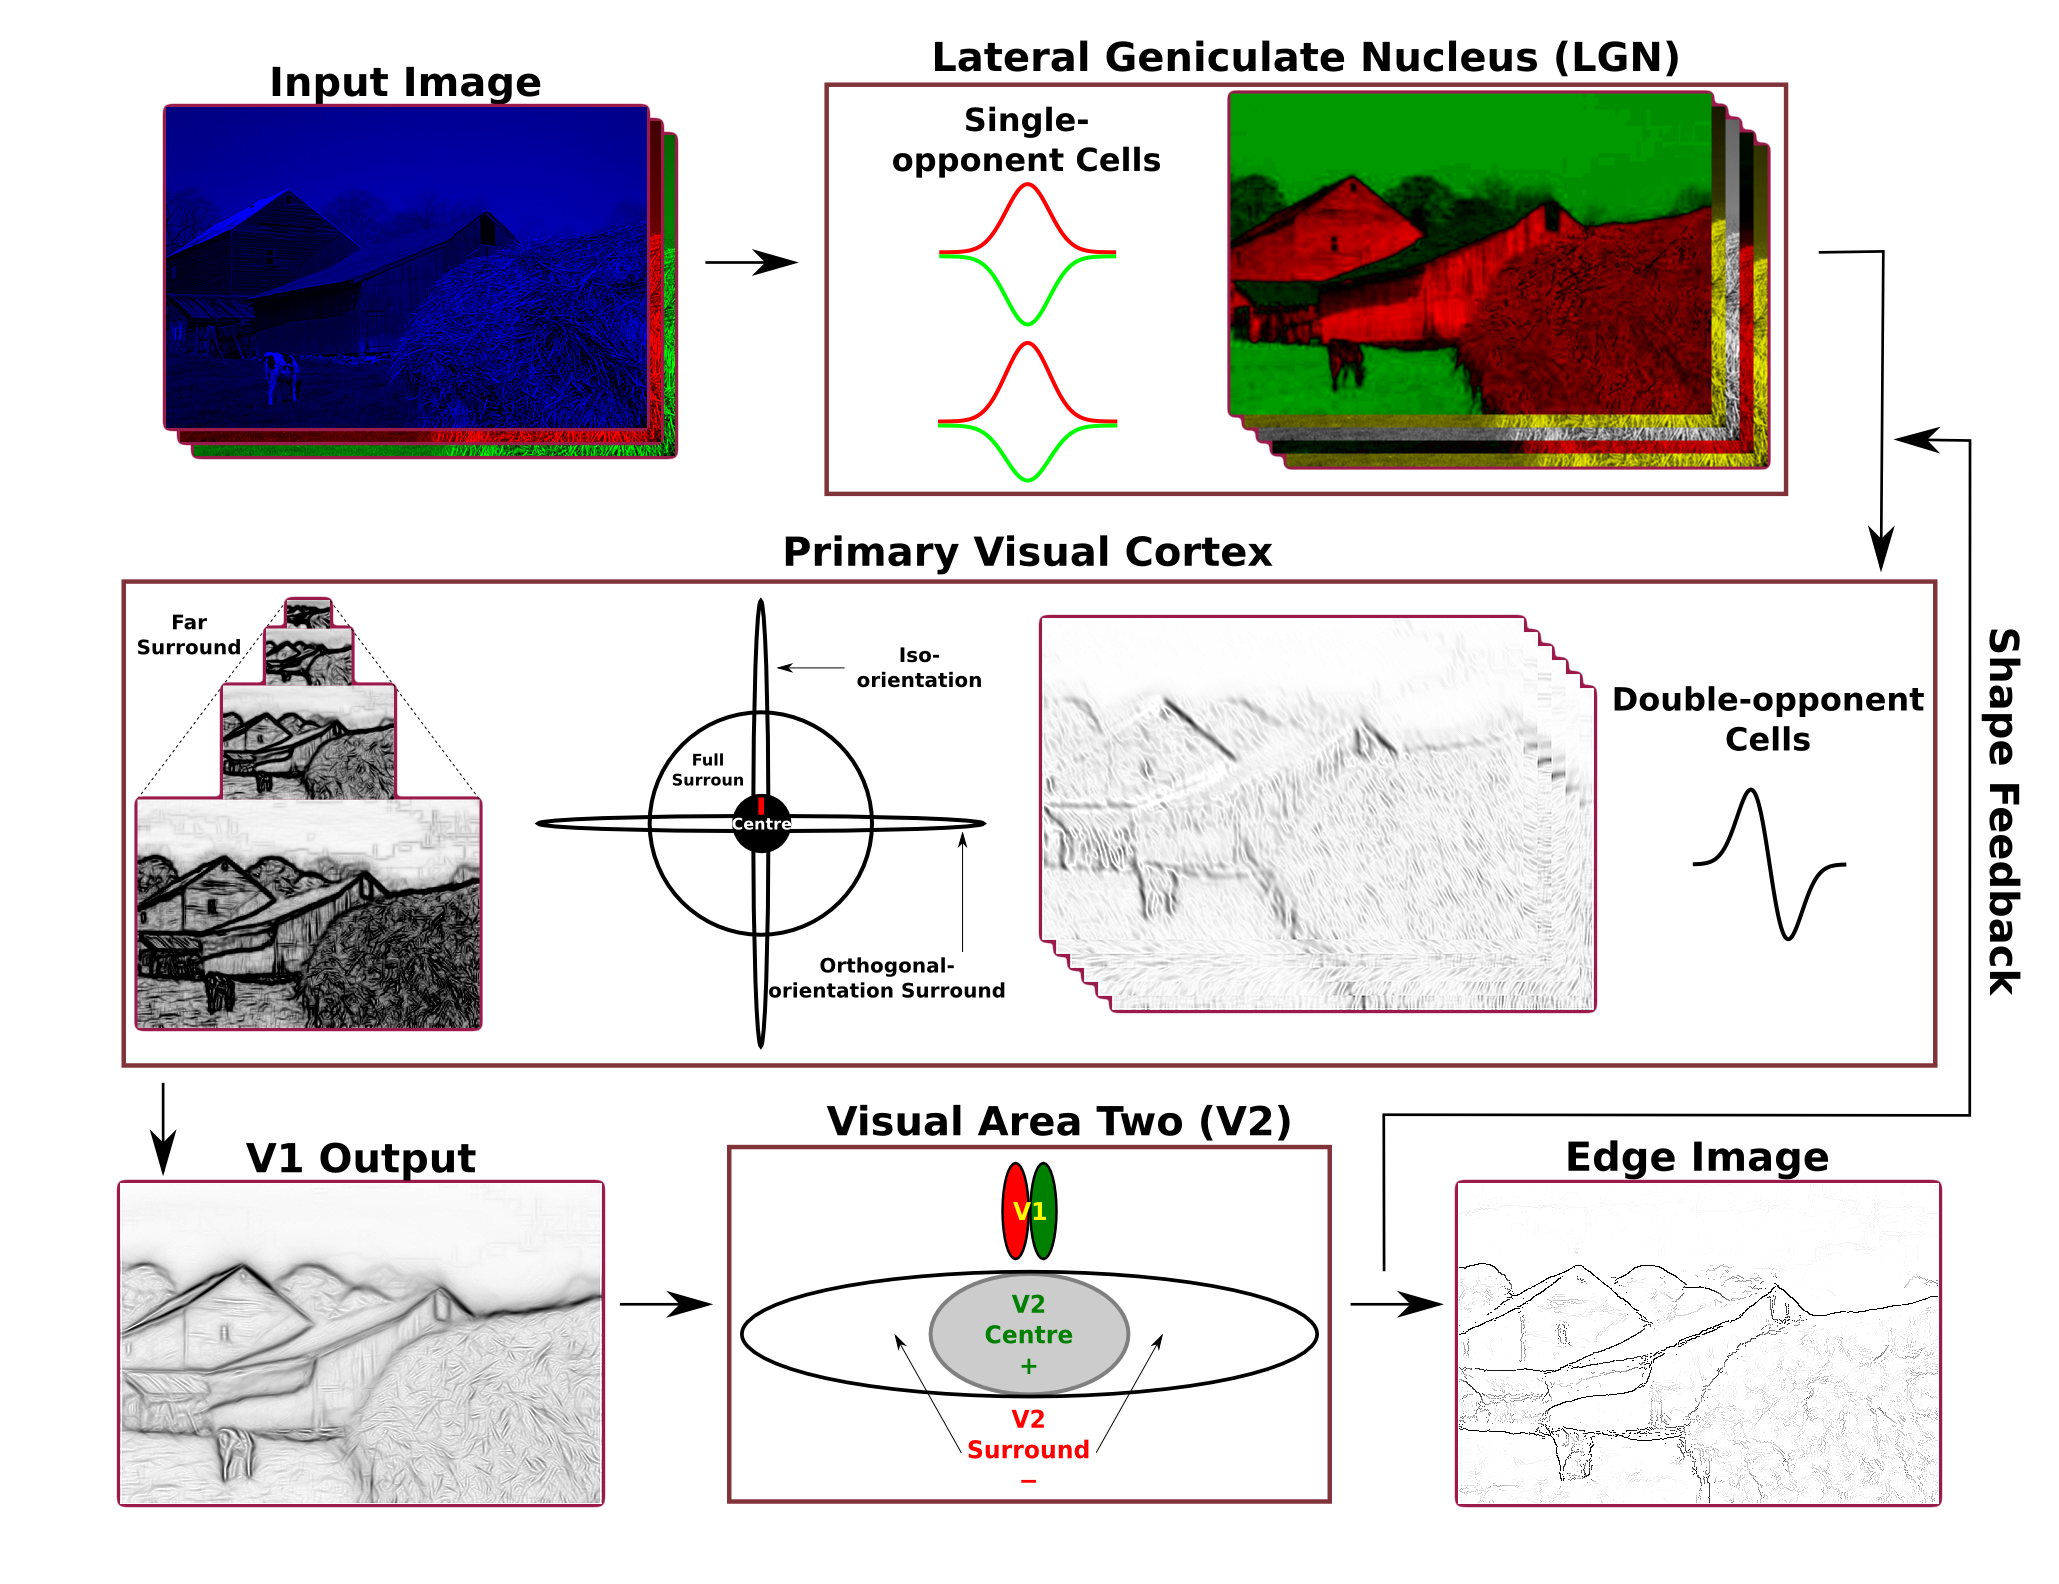 Input Image
Lateral Geniculate Nucleus (LGN)
Single-
opponent Cells
Primary Visual Cortex
Far
Surround
Iso-
orientation
Full
Surroun
Centre
Orthogonal-
orientation Surround
Double-opponent
Cells
Shape Feedback
V1 Output
Visual Area Two (V2)
V1
V2
Centre
+
V2
Surround
−
Edge Image